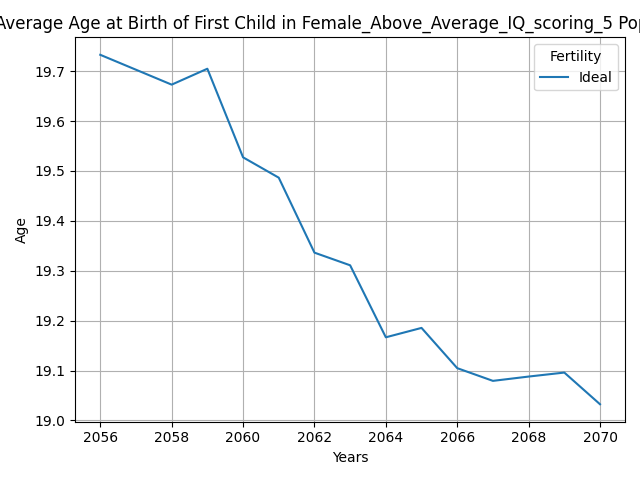 Average Age at Birth of First Child in Female_Above_Average_IQ_scoring_5 Pop
Fertility
Ideal
19.7
19.6
19.5
19.4
19.3
19.2
19.1
19.0
Age
2056 2058 2060 2062 2064 2066 2068 2070
Years